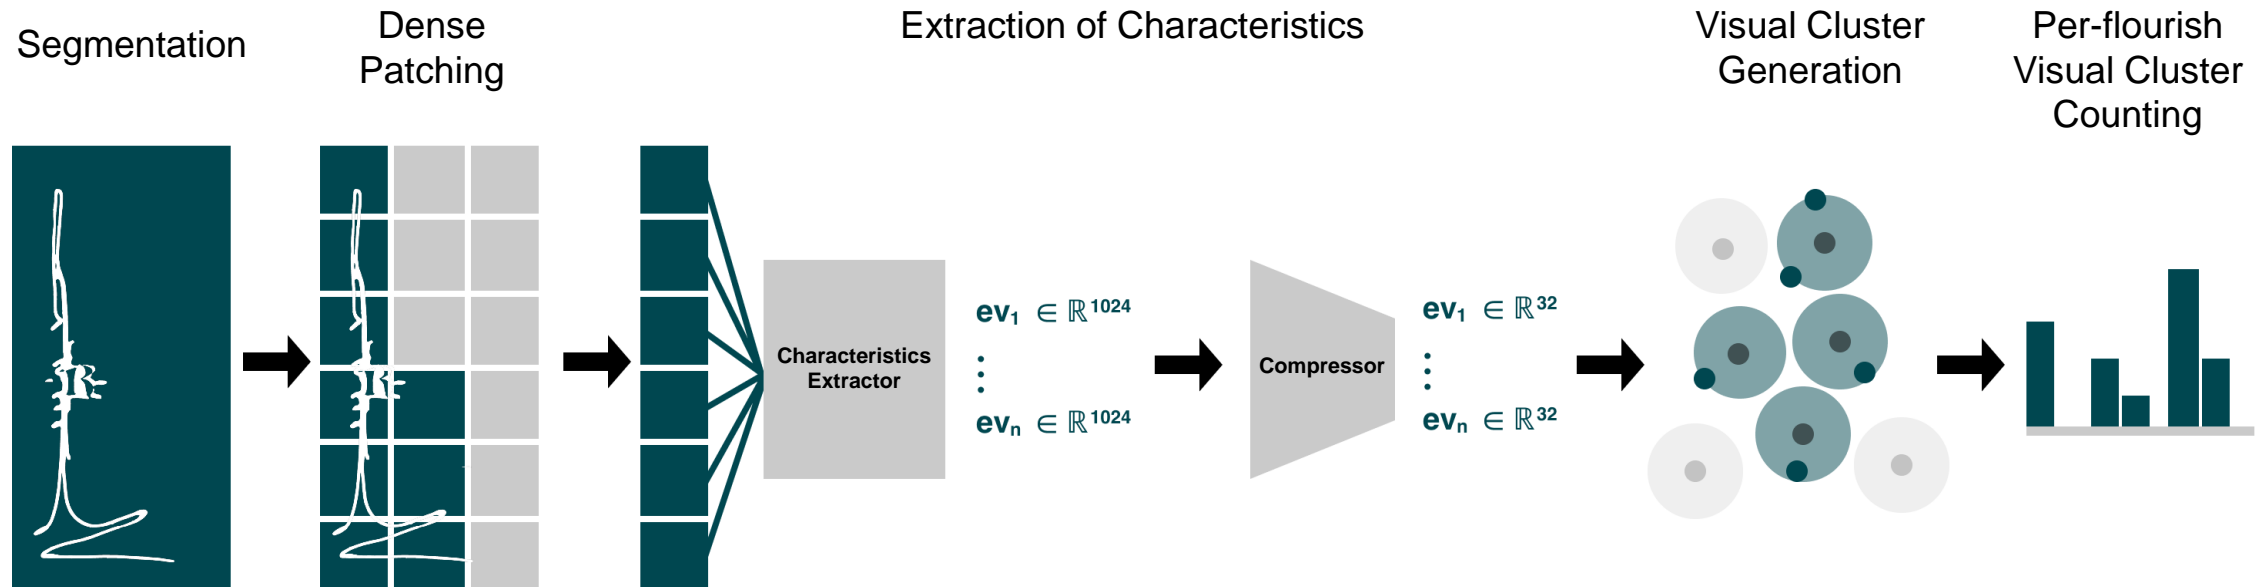 Segmentation
Dense
Patching
Extraction of Characteristics
Visual Cluster
Generation
Per-flourish
Visual Cluster
Counting
Characteristics
Extractor
ev₁ ∈ ℝ¹⁰²⁴
⋮
evₙ ∈ ℝ¹⁰²⁴
Compressor
ev₁ ∈ ℝ³²
⋮
evₙ ∈ ℝ³²